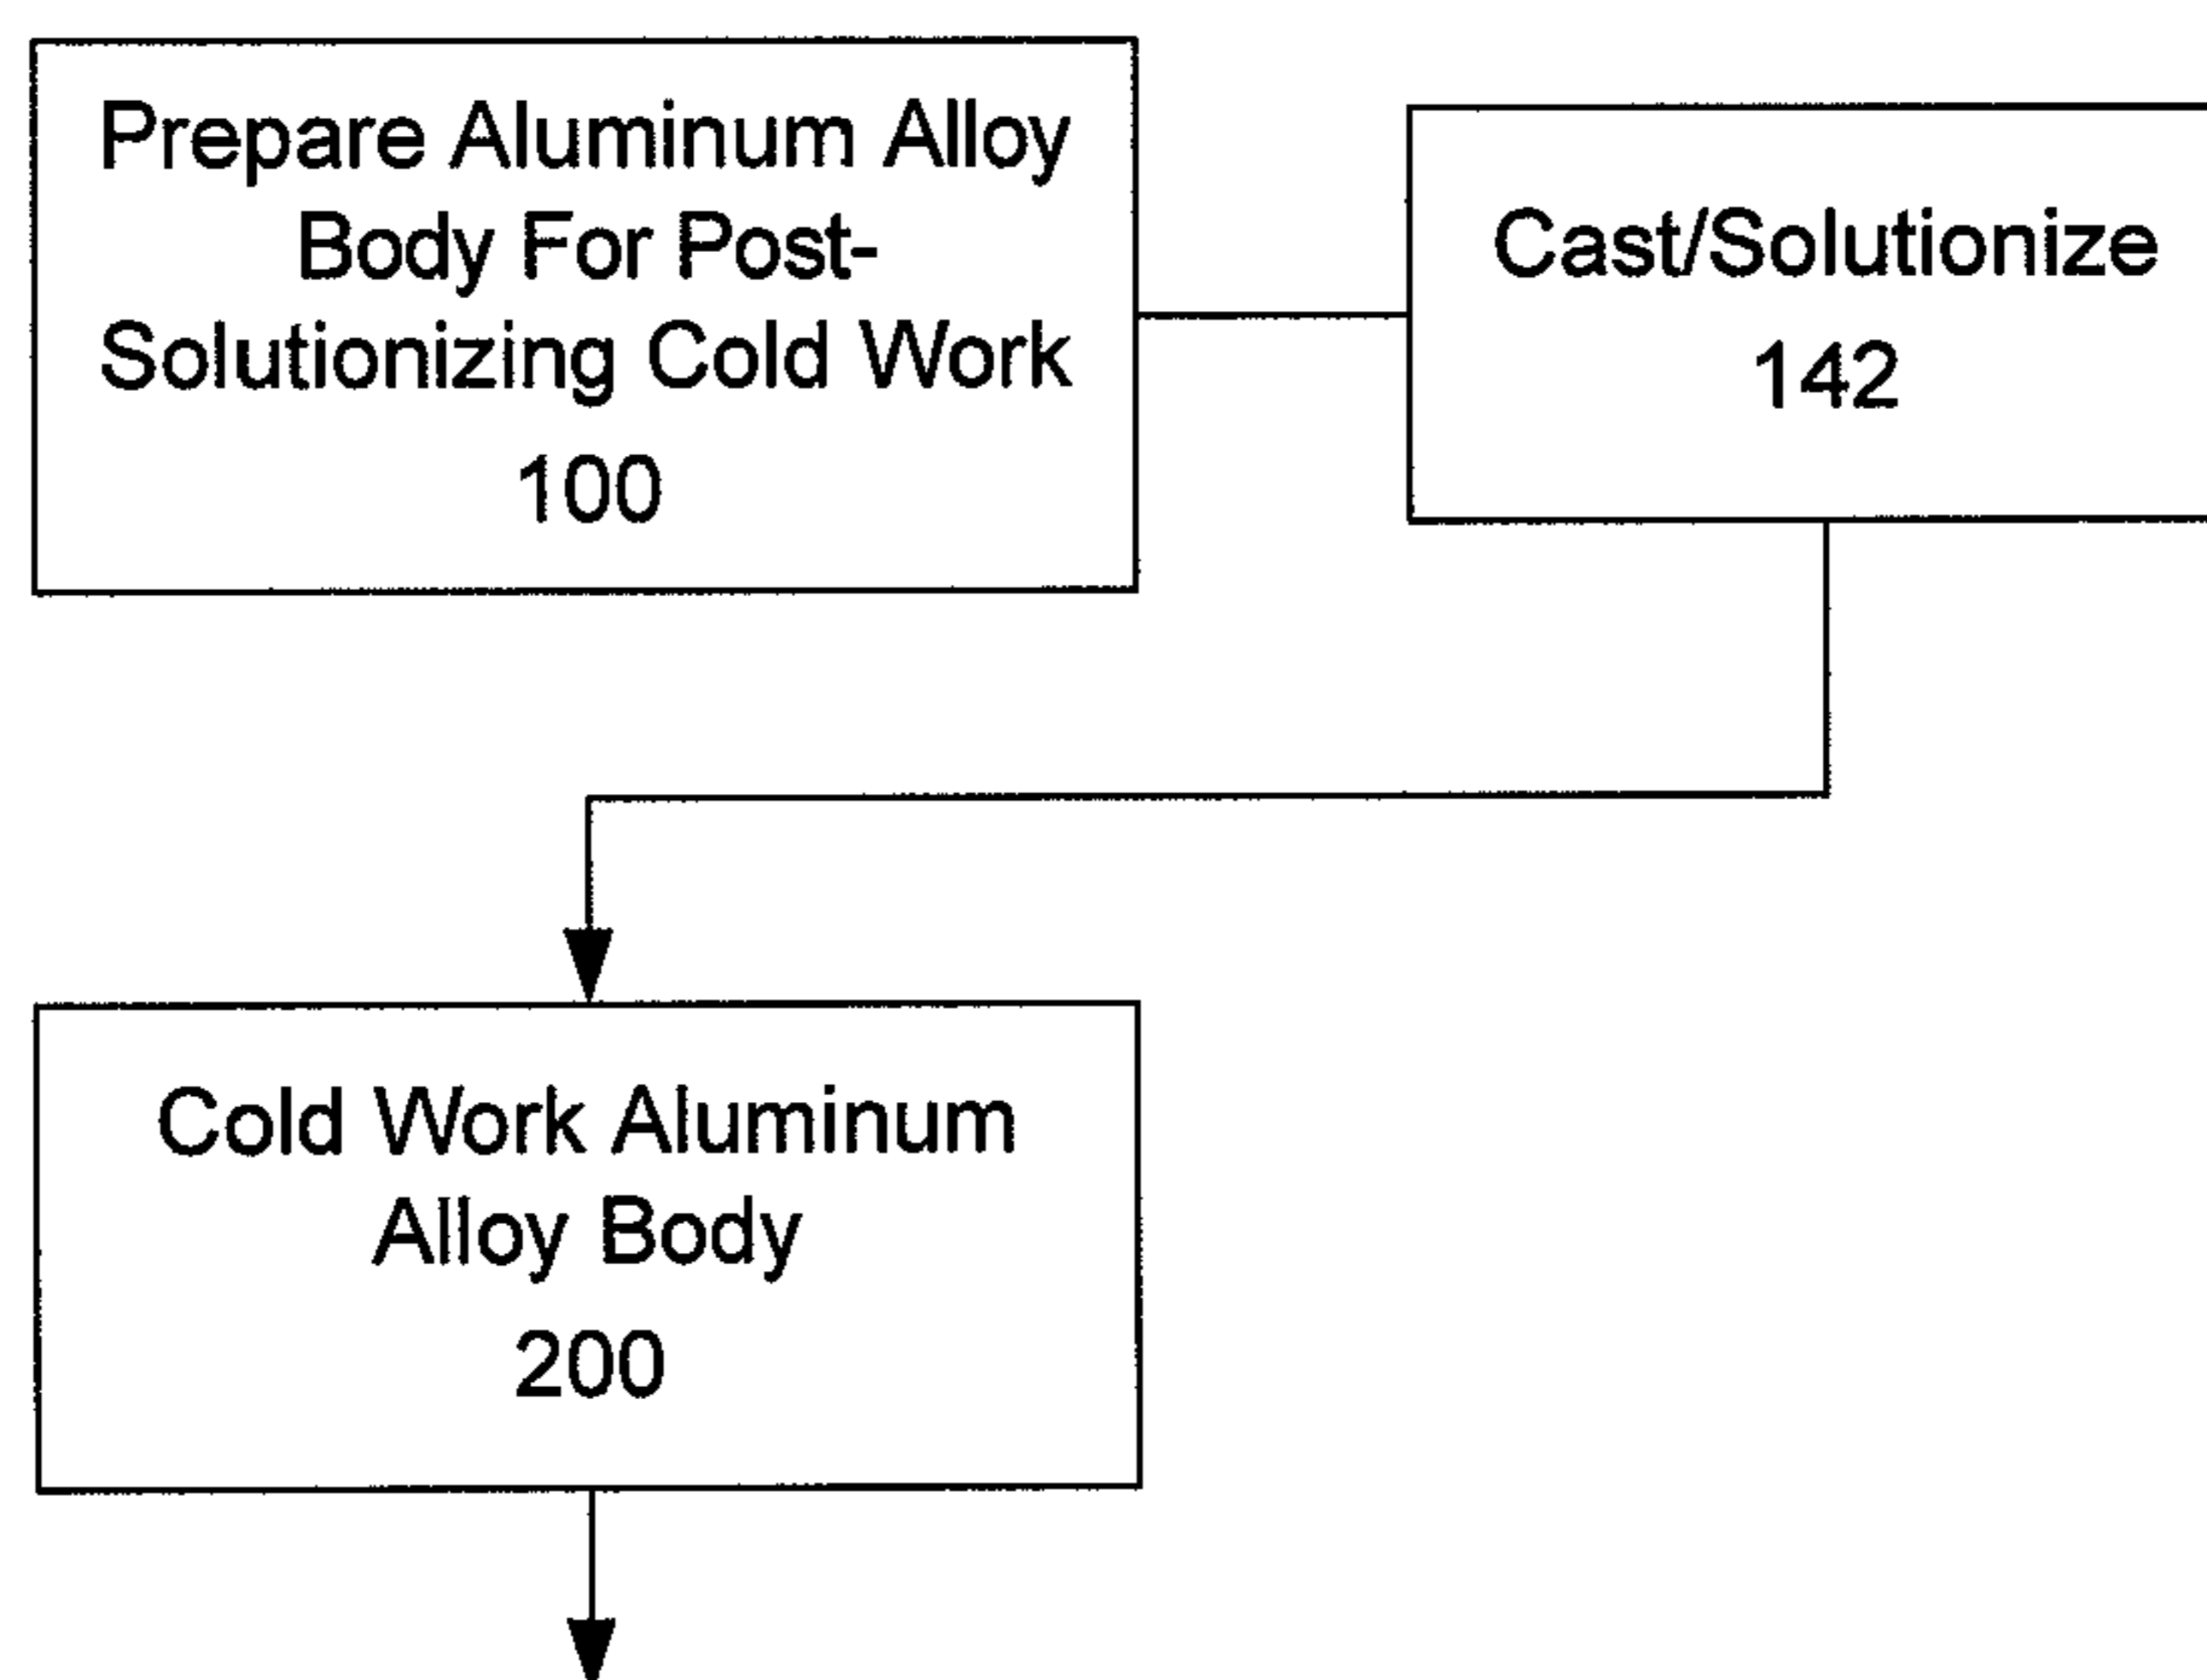 Prepare Aluminum Alloy
Body For Post-
Solutionizing Cold Work
100
Cast/Solutionize
142
Cold Work Aluminum
Alloy Body
200